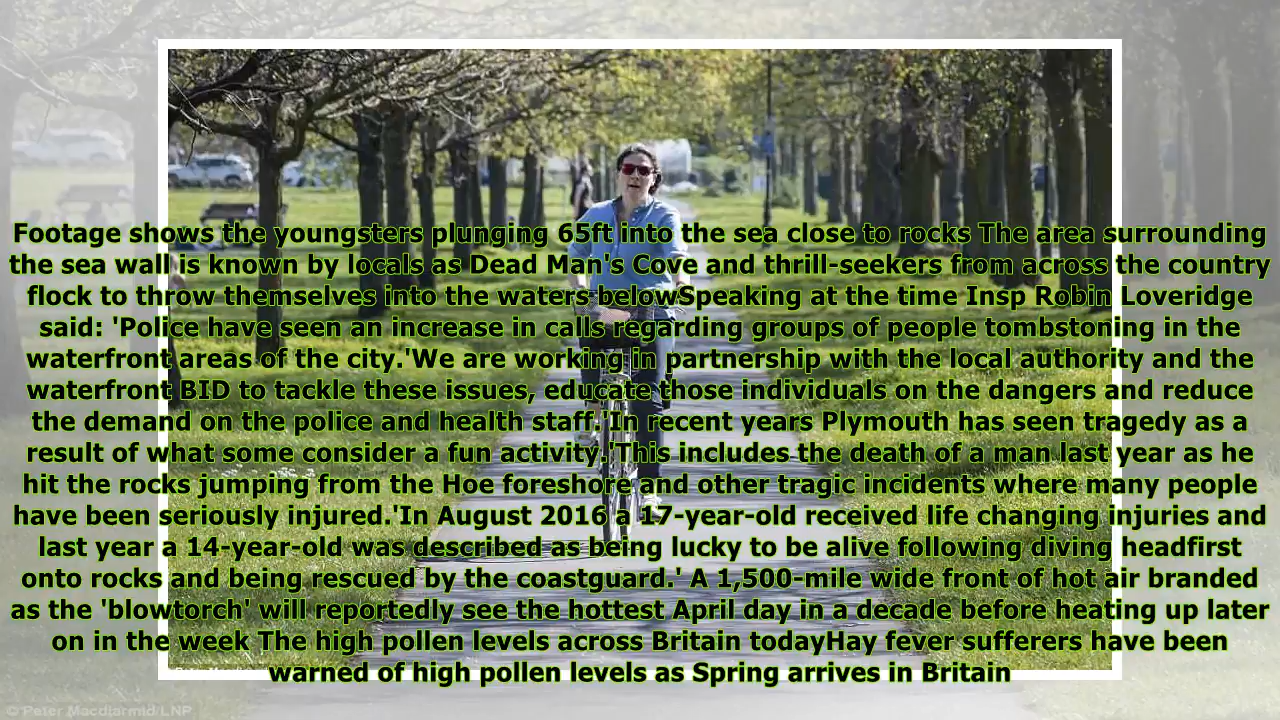 Footage shows the youngsters plunging 65ft into the sea close to rocks The area surrounding
the sea wall is known by locals as Dead Man's Cove and thrill-seekers from across the country
flock to throw themselves into the waters belowSpeaking at the time Insp Robin Loveridge
said: 'Police have seen an increase in calls regarding groups of people tombstoning in the
waterfront areas of the city.'We are working in partnership with the local authority and the
waterfront BID to tackle these issues, educate those individuals on the dangers and reduce
the demand on the police and health staff.'In recent years Plymouth has seen tragedy as a
result of what some consider a fun activity.'This includes the death of a man last year as he
hit the rocks jumping from the Hoe foreshore and other tragic incidents where many people
have been seriously injured.'In August 2016 a 17-year-old received life changing injuries and
last year a 14-year-old was described as being lucky to be alive following diving headfirst
onto rocks and being rescued by the coastguard.' A 1,500-mile wide front of hot air branded
as the 'blowtorch' will reportedly see the hottest April day in a decade before heating up later
on in the week The high pollen levels across Britain todayHay fever sufferers have been
warned of high pollen levels as Spring arrives in Britain
© Peter Macdiarmid/LNP